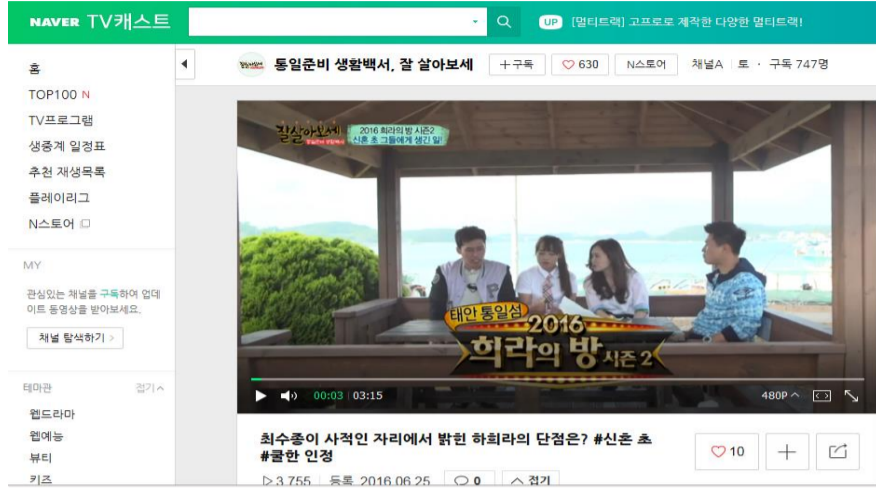 NAVER TV캐스트
UP [멀티트랙] 고프로로 제작한 다양한 멀티트랙!
홈
TOP100 N
TV프로그램
생중계 일정표
추천 재생목록
플레이리그
N스토어
MY
관심있는 채널을 구독하여 업데
이트 동영상을 받아보세요.
채널 탐색하기 >
테마관 접기
웹드라마
웹예능
뷰티
키즈
통일준비 생활백서, 잘 살아보세 +구독 630 N스토어 채널A 토 · 구독 747명
잘살아보세
2016 희라의 방 시즌2
신혼 초 그들에게 생긴 일!
태안 통일섬
2016
희라의 방 시즌 2
00:03 03:15 480P
최수종이 사적인 자리에서 밝힌 하희라의 단점은? #신혼 초
#쿨한 인정
10
3,755 등록 2016.06.25 0 접기